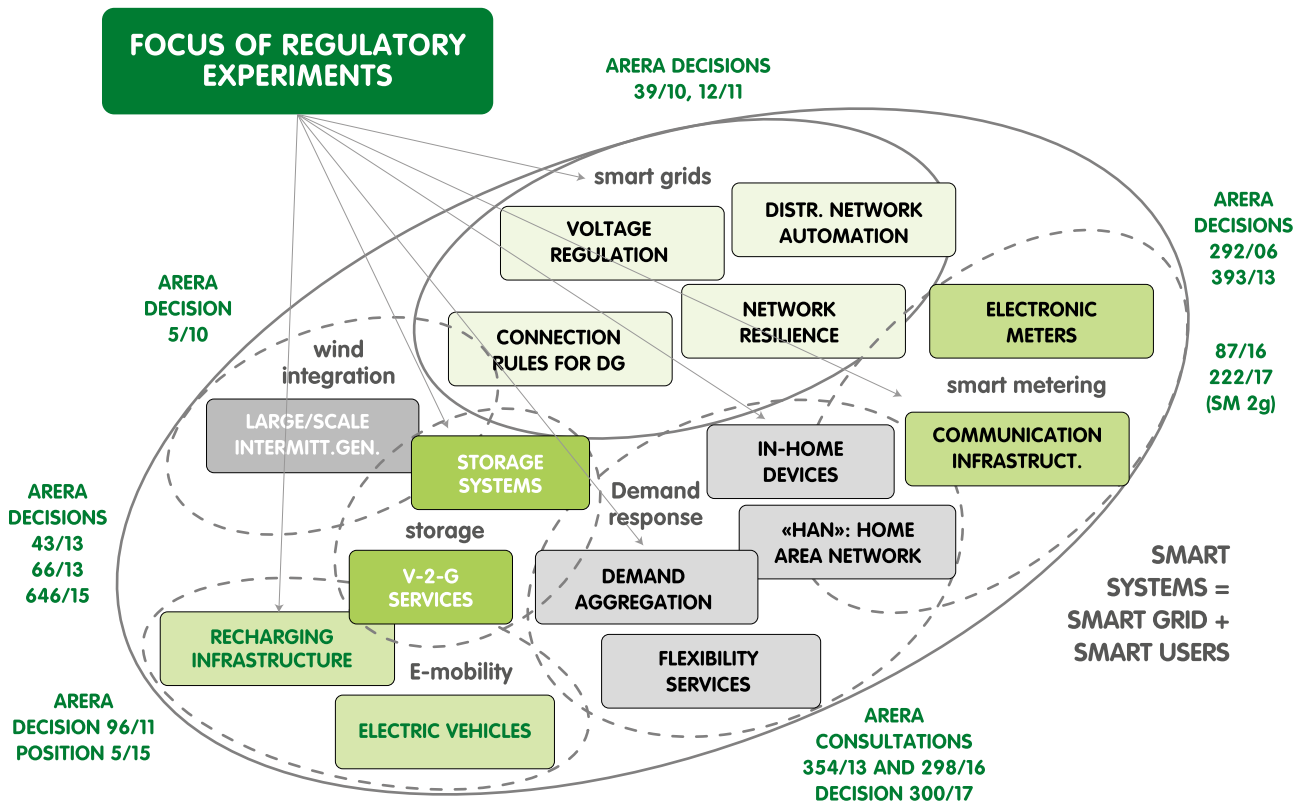 FOCUS OF REGULATORY
EXPERIMENTS
ARERA DECISIONS
39/10, 12/11
smart grids
VOLTAGE
REGULATION
DISTR. NETWORK
AUTOMATION
NETWORK
RESILIENCE
CONNECTION
RULES FOR DG
ARERA
DECISIONS
292/06
393/13
87/16
222/17
(SM 2g)
ELECTRONIC
METERS
smart metering
COMMUNICATION
INFRASTRUCT.
ARERA
DECISION
5/10
wind
integration
LARGE/SCALE
INTERMITT.GEN.
STORAGE
SYSTEMS
storage
V-2-G
SERVICES
IN-HOME
DEVICES
Demand
response
«HAN»: HOME
AREA NETWORK
DEMAND
AGGREGATION
FLEXIBILITY
SERVICES
ARERA
DECISIONS
43/13
66/13
646/15
RECHARGING
INFRASTRUCTURE
E-mobility
ELECTRIC VEHICLES
SMART
SYSTEMS =
SMART GRID +
SMART USERS
ARERA
DECISION 96/11
POSITION 5/15
ARERA
CONSULTATIONS
354/13 AND 298/16
DECISION 300/17